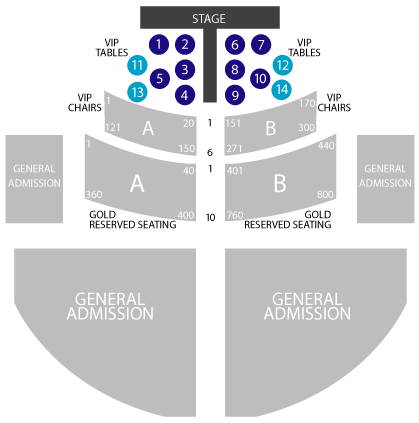 STAGE
VIP
TABLES
1
2
6
7
VIP
TABLES
11
3
8
12
5
10
13
4
9
14
VIP
CHAIRS
1
A
20
121
150
1
6
151
B
170
271
300
VIP
CHAIRS
GENERAL
ADMISSION
1
A
40
360
400
1
10
401
B
440
760
800
GENERAL
ADMISSION
GOLD
RESERVED SEATING
GOLD
RESERVED SEATING
GENERAL
ADMISSION
GENERAL
ADMISSION